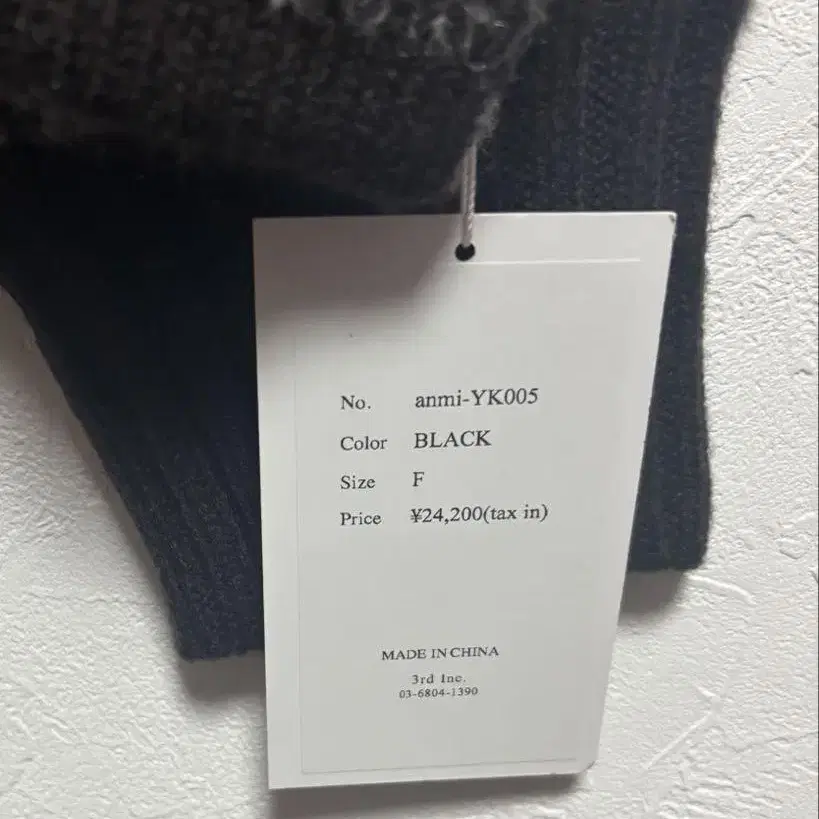 No. anmi-YK005
Color BLACK
Size F
Price ¥24,200(tax in)
MADE IN CHINA
3rd Inc.
03-6804-1390